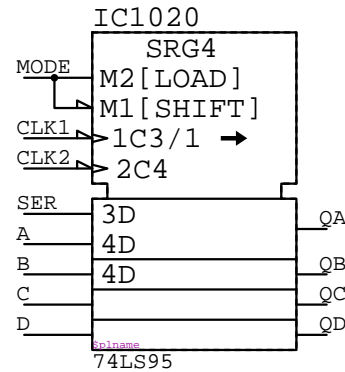 IC1020
SRG4
MODE
M2[LOAD]
M1[SHIFT]
CLK1
1C3/1 →
CLK2
2C4
SER
3D
QA
A
4D
B
4D
QB
C
QC
D
QD
$plname
74LS95